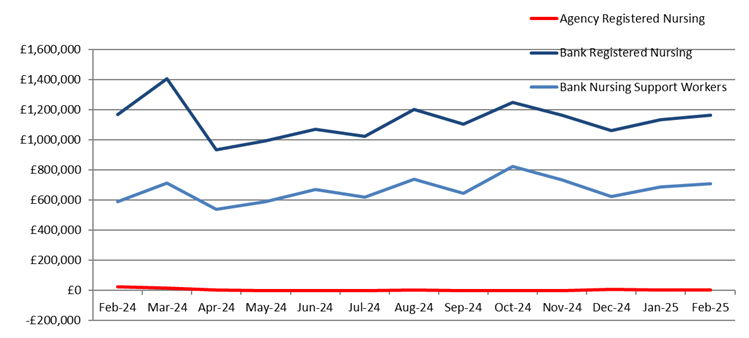 Agency Registered Nursing
Bank Registered Nursing
Bank Nursing Support Workers
£1,600,000
£1,400,000
£1,200,000
£1,000,000
£800,000
£600,000
£400,000
£200,000
£0
-£200,000
Feb-24 Mar-24 Apr-24 May-24 Jun-24 Jul-24 Aug-24 Sep-24 Oct-24 Nov-24 Dec-24 Jan-25 Feb-25